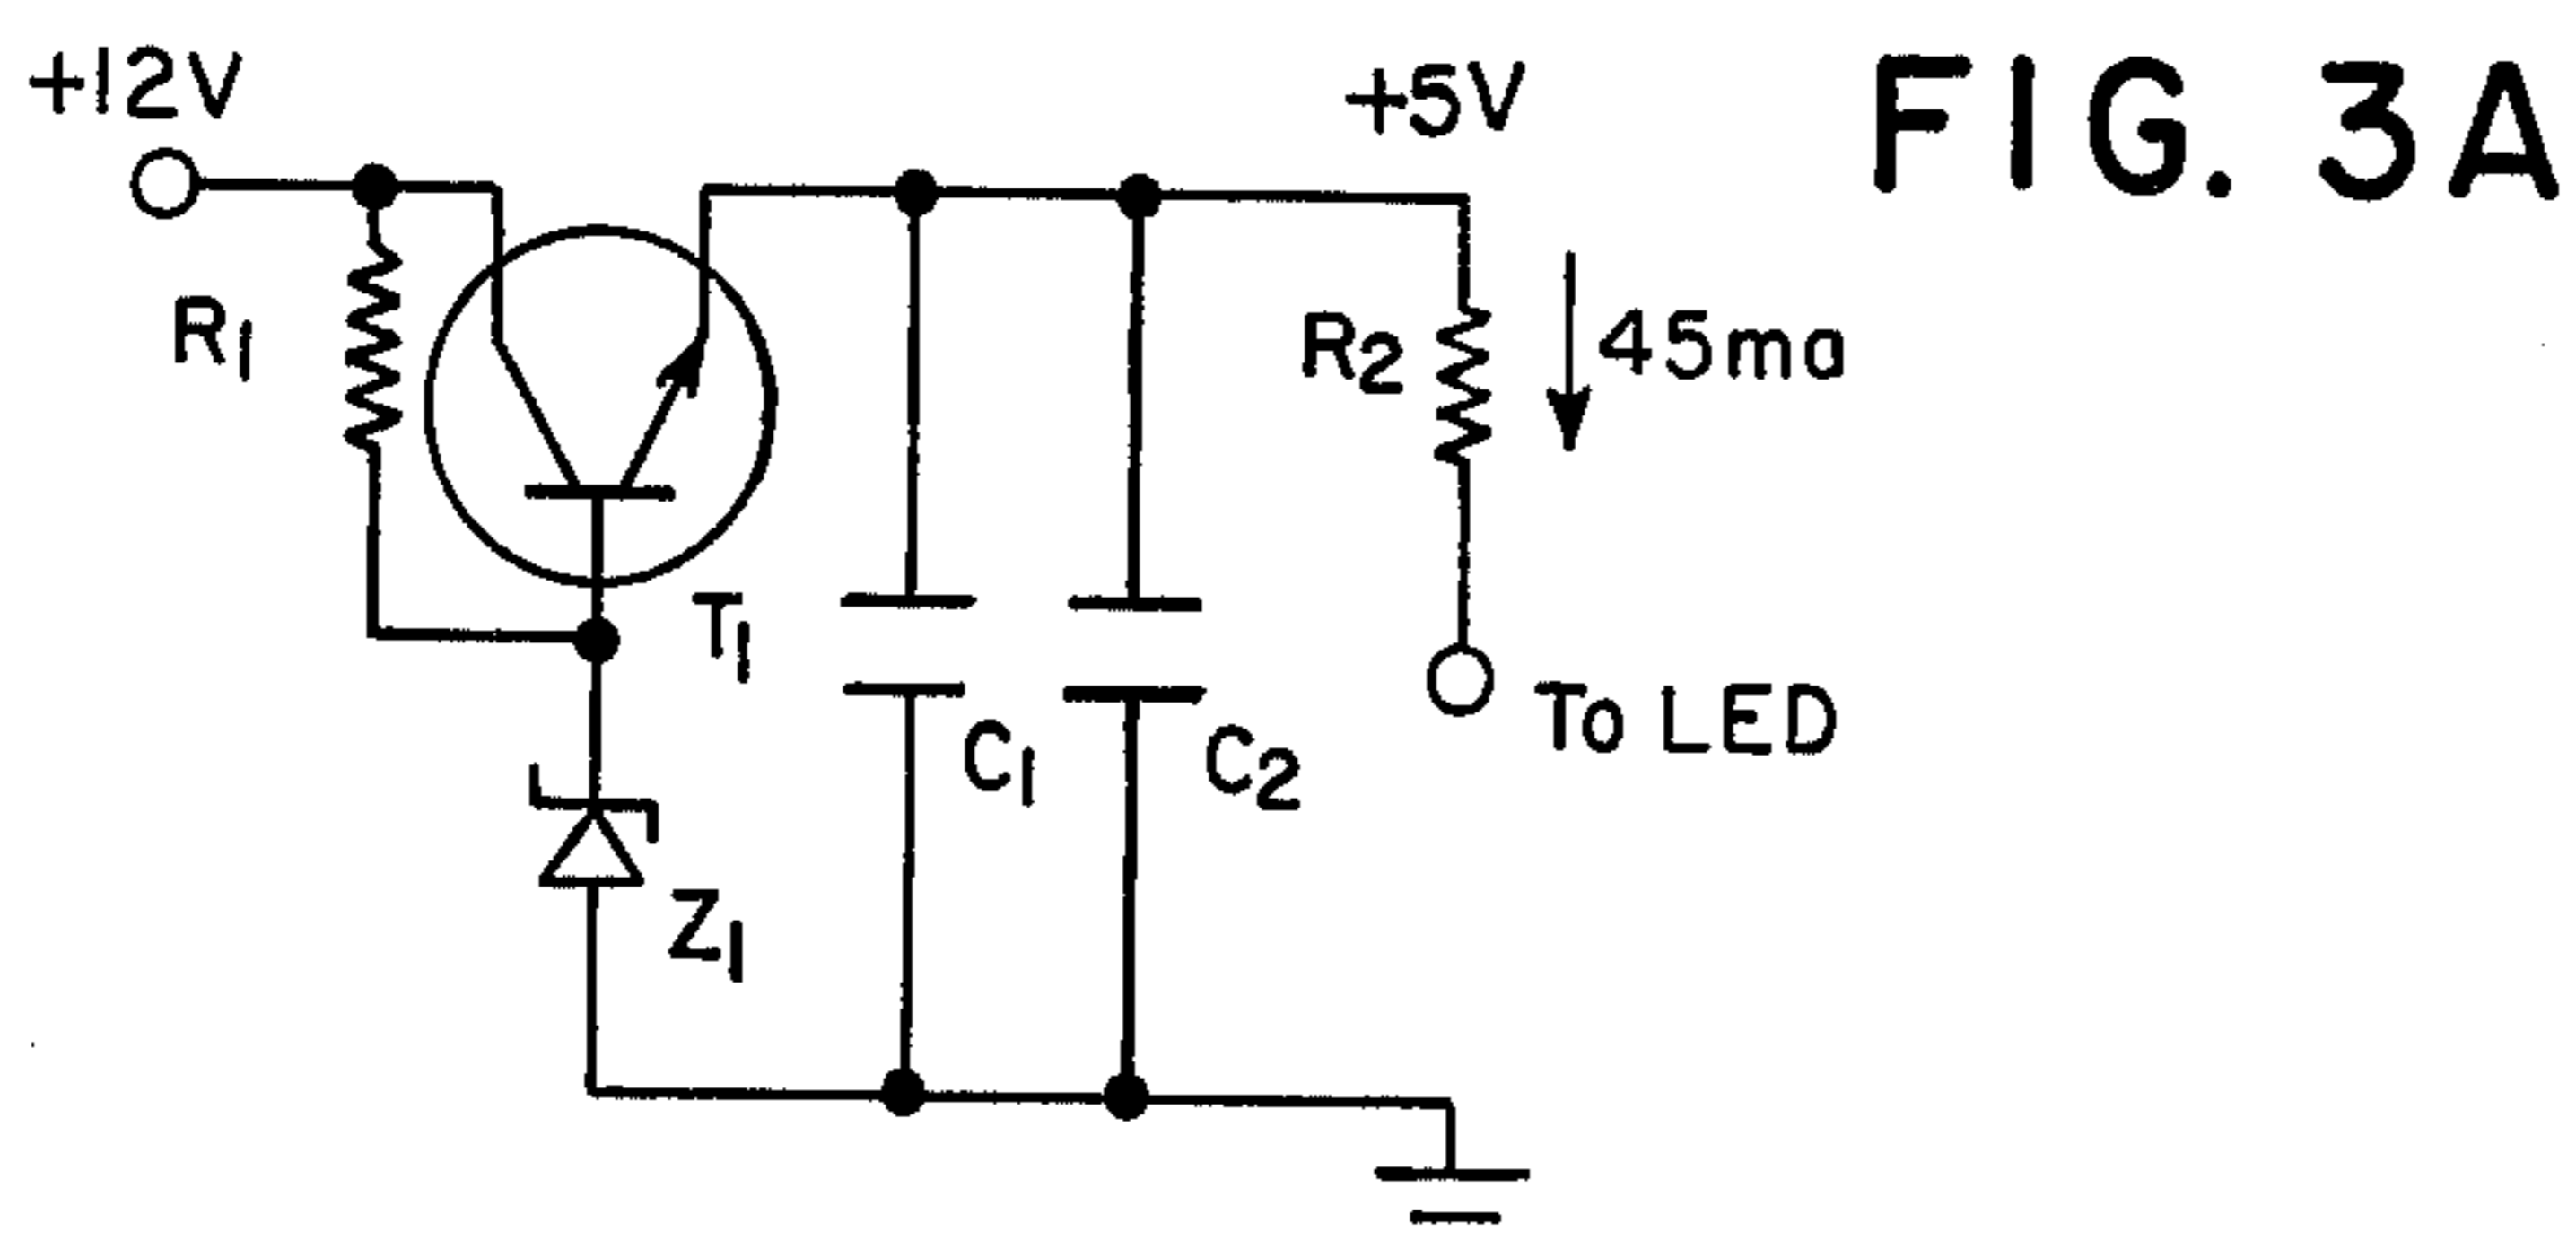 FIG. 3A
+12V
+5V
R1
R2
45ma
T1
C1
C2
To LED
Z1